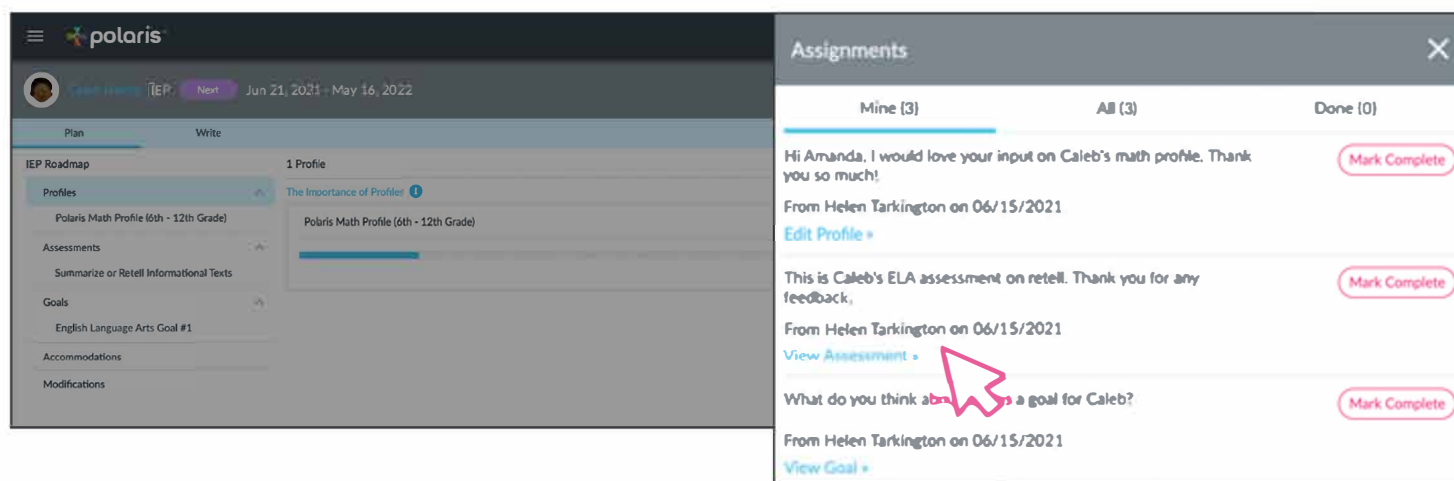 polaris
IEP Next Jun 21, 2021 - May 16, 2022
Plan Write
IEP Roadmap
Profiles
Polaris Math Profile (6th - 12th Grade)
Assessments
Summarize or Retell Informational Texts
Goals
English Language Arts Goal #1
Accommodations
Modifications
1 Profile
The Importance of Profiles
Polaris Math Profile (6th - 12th Grade)
Assignments
Mine (3) All (3) Done (0)
Hi Amanda, I would love your input on Caleb's math profile. Thank
you so much!
Mark Complete
From Helen Tarkington on 06/15/2021
Edit Profile »
This is Caleb's ELA assessment on retell. Thank you for any
feedback.
Mark Complete
From Helen Tarkington on 06/15/2021
View Assessment »
What do you think a goal for Caleb?
Mark Complete
From Helen Tarkington on 06/15/2021
View Goal »